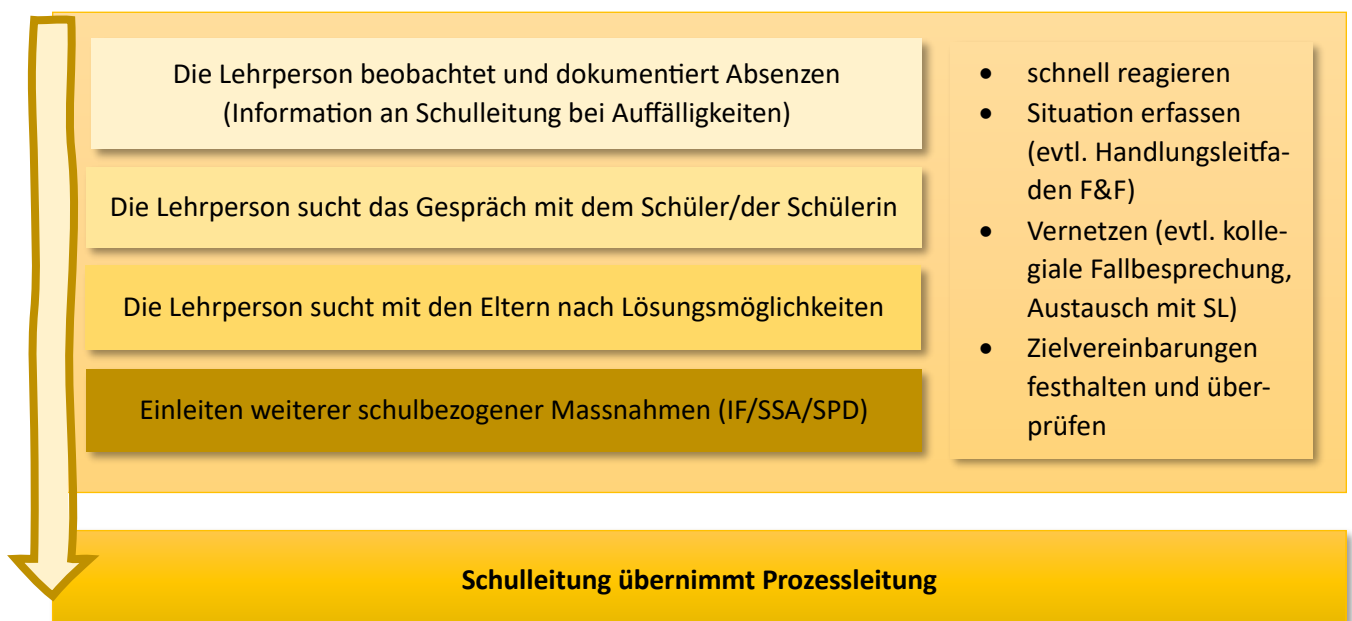 Die Lehrperson beobachtet und dokumentiert Absenzen
(Information an Schulleitung bei Auffälligkeiten)
Die Lehrperson sucht das Gespräch mit dem Schüler/der Schülerin
Die Lehrperson sucht mit den Eltern nach Lösungsmöglichkeiten
Einleiten weiterer schulbezogener Massnahmen (IF/SSA/SPD)
• schnell reagieren
• Situation erfassen
(evtl. Handlungsleitfa-
den F&F)
• Vernetzen (evtl. kolle-
giale Fallbesprechung,
Austausch mit SL)
• Zielvereinbarungen
festhalten und über-
prüfen
Schulleitung übernimmt Prozessleitung